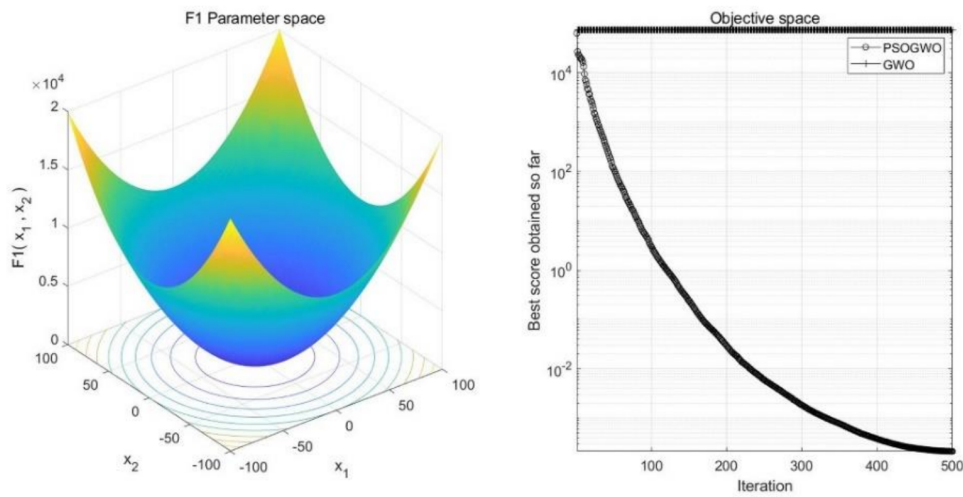 F1 Parameter space
×10⁴
2
1.5
1
0.5
0
F1( x₁ , x₂ )
100
50
0
-50
-100
x₂
-100
-50
0
50
100
x₁
Objective space
PSOGWO
GWO
10⁴
10²
10⁰
10⁻²
Best score obtained so far
100
200
300
400
500
Iteration